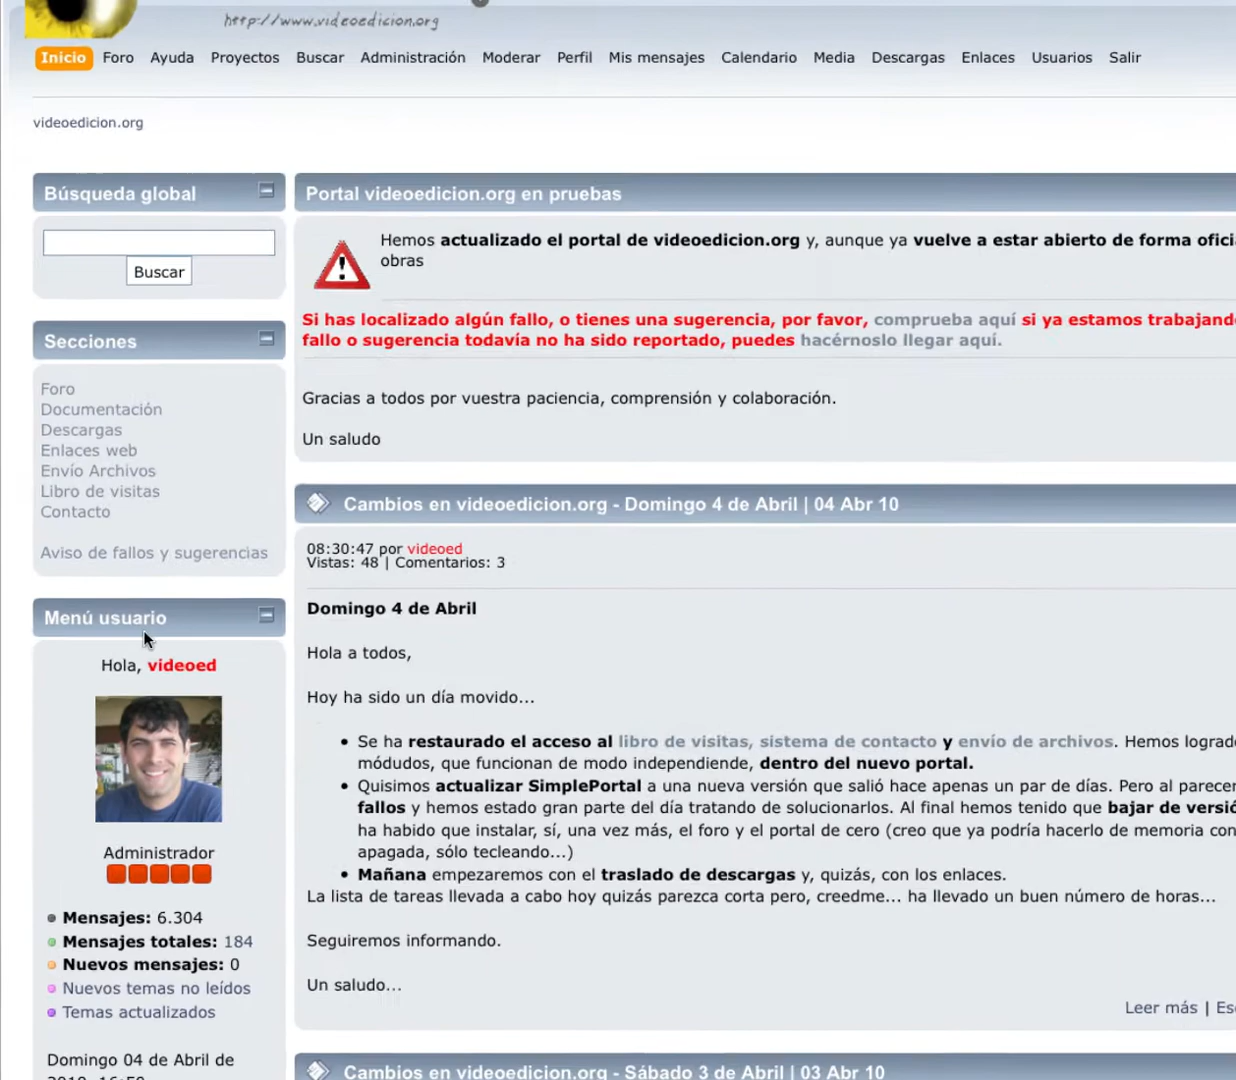 http://www.videoedicion.org
Inicio Foro Ayuda Proyectos Buscar Administración Moderar Perfil Mis mensajes Calendario Media Descargas Enlaces Usuarios Salir
videoedicion.org
Búsqueda global
Buscar
Secciones
Foro
Documentación
Descargas
Enlaces web
Envío Archivos
Libro de visitas
Contacto
Aviso de fallos y sugerencias
Menú usuario
Hola, videoed
Administrador
Mensajes: 6.304
Mensajes totales: 184
Nuevos mensajes: 0
Nuevos temas no leídos
Temas actualizados
Domingo 04 de Abril de
Portal videoedicion.org en pruebas
Hemos actualizado el portal de videoedicion.org y, aunque ya vuelve a estar abierto de forma
obras
Si has localizado algún fallo, o tienes una sugerencia, por favor, comprueba aquí si ya estamos
fallo o sugerencia todavía no ha sido reportado, puedes hacérnoslo llegar aquí.
Gracias a todos por vuestra paciencia, comprensión y colaboración.
Un saludo
Cambios en videoedicion.org - Domingo 4 de Abril | 04 Abr 10
08:30:47 por videoed
Vistas: 48 | Comentarios: 3
Domingo 4 de Abril
Hola a todos,
Hoy ha sido un día movido...
Se ha restaurado el acceso al libro de visitas, sistema de contacto y envío de archivos. Hemos
módudos, que funcionan de modo independiente, dentro del nuevo portal.
Quisimos actualizar SimplePortal a una nueva versión que salió hace apenas un par de días. Pero al parecer
fallos y hemos estado gran parte del día tratando de solucionarlos. Al final hemos tenido que bajar de
ha habido que instalar, sí, una vez más, el foro y el portal de cero (creo que ya podría hacerlo de memoria con
apagada, sólo tecleando...)
Mañana empezaremos con el traslado de descargas y, quizás, con los enlaces.
La lista de tareas llevada a cabo hoy quizás parezca corta pero, creedme... ha llevado un buen número de horas...
Seguiremos informando.
Un saludo...
Leer más |
Cambios en videoedicion.org - Sábado 3 de Abril | 03 Abr 10